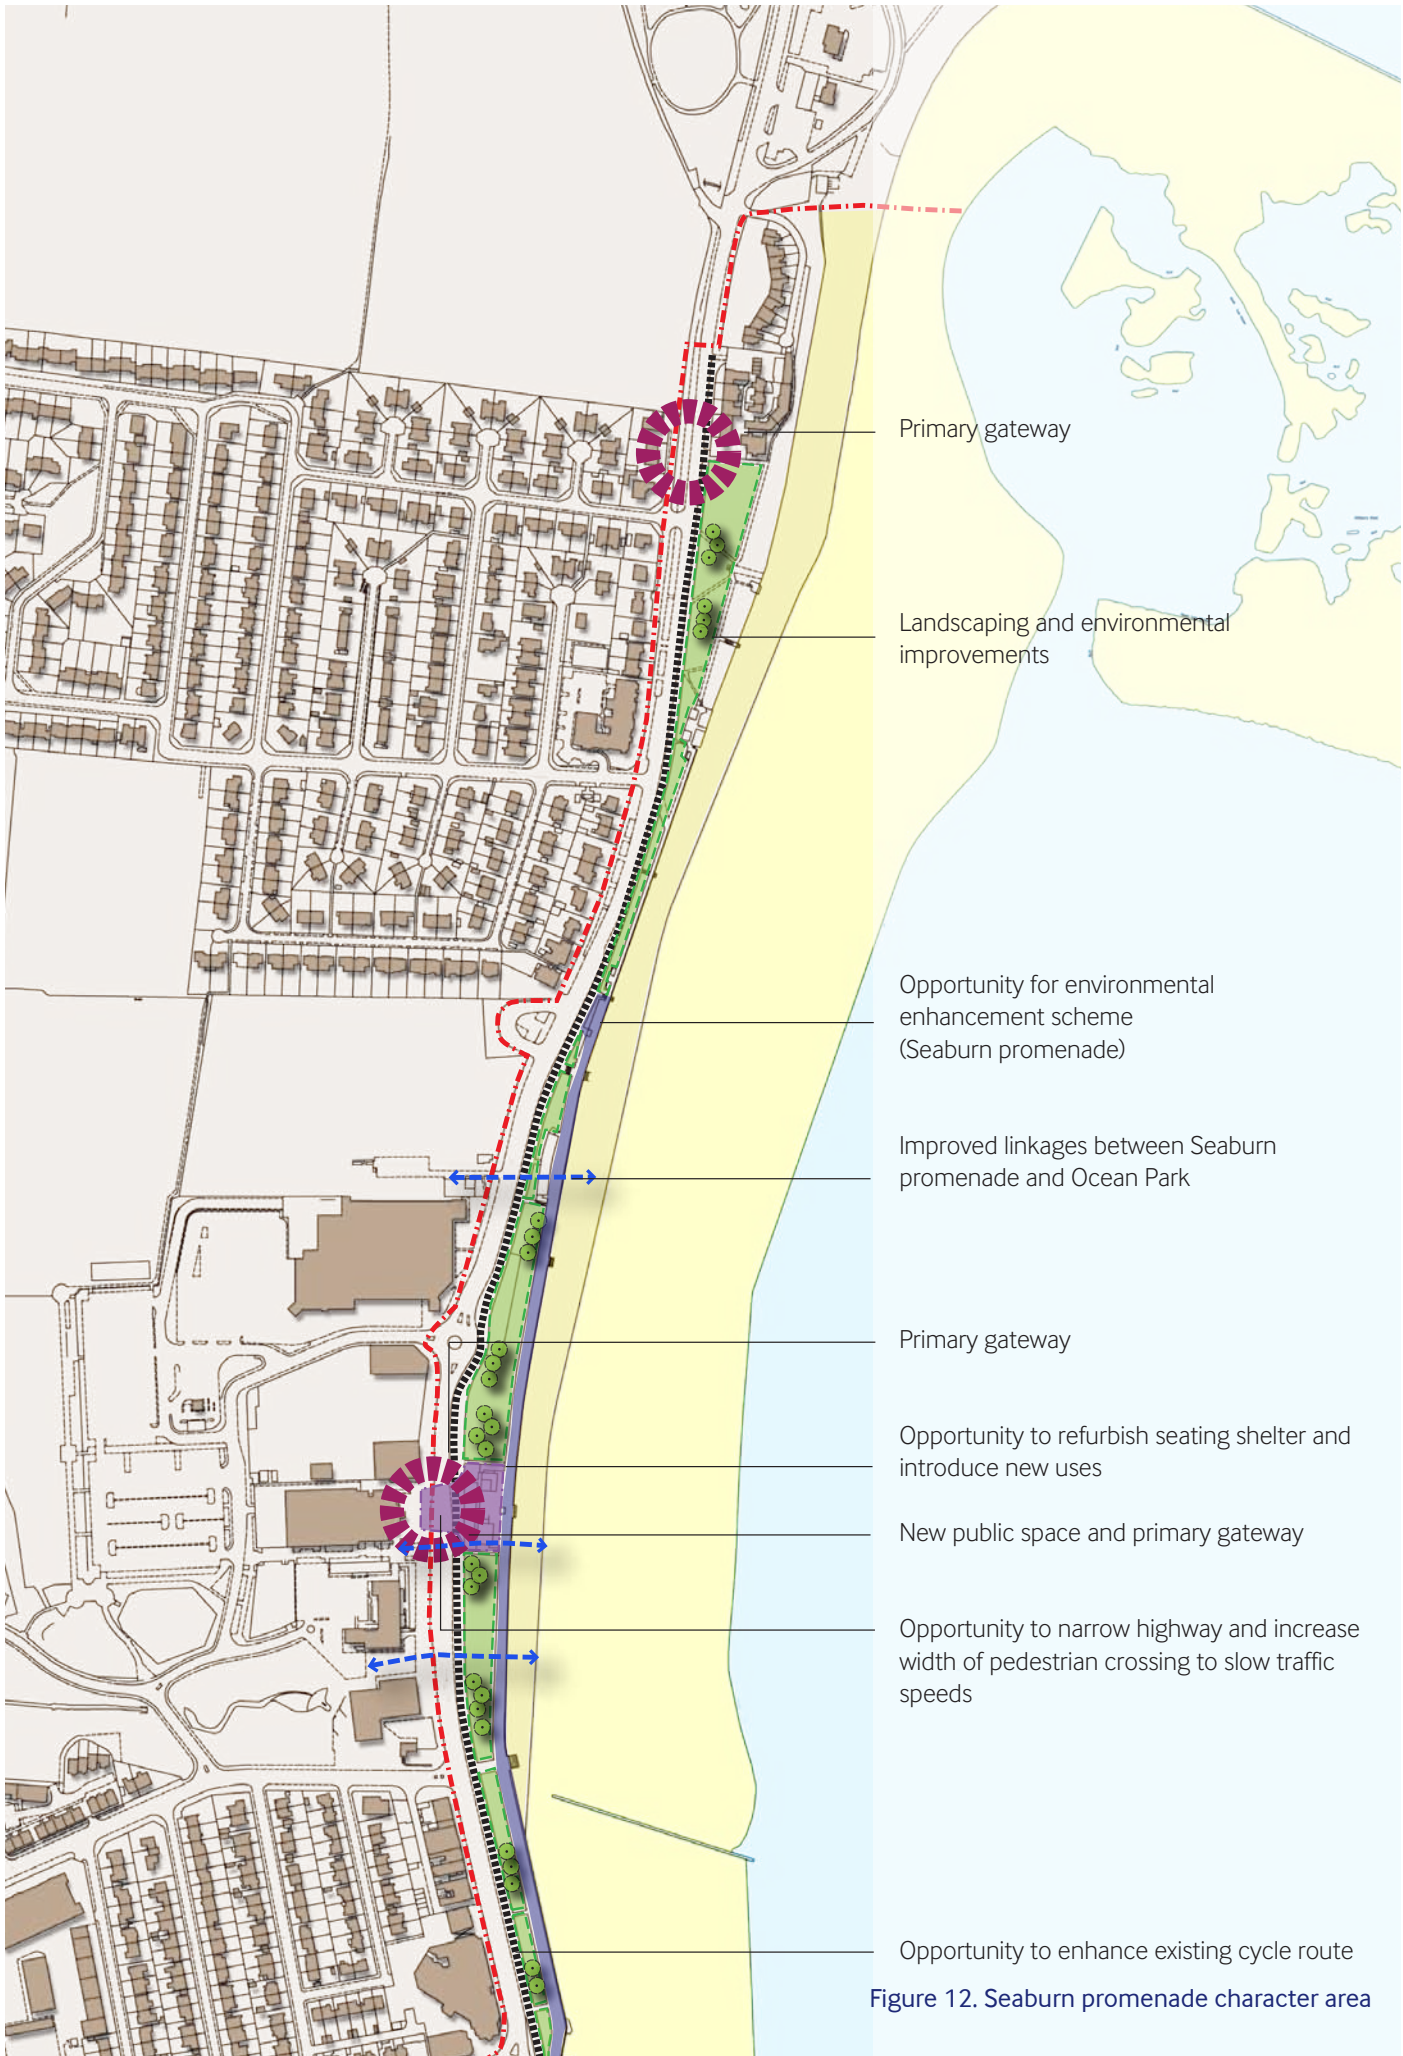 Primary gateway
Landscaping and environmental
improvements
Opportunity for environmental
enhancement scheme
(Seaburn promenade)
Improved linkages between Seaburn
promenade and Ocean Park
Primary gateway
Opportunity to refurbish seating shelter and
introduce new uses
New public space and primary gateway
Opportunity to narrow highway and increase
width of pedestrian crossing to slow traffic
speeds
Opportunity to enhance existing cycle route
Figure 12. Seaburn promenade character area